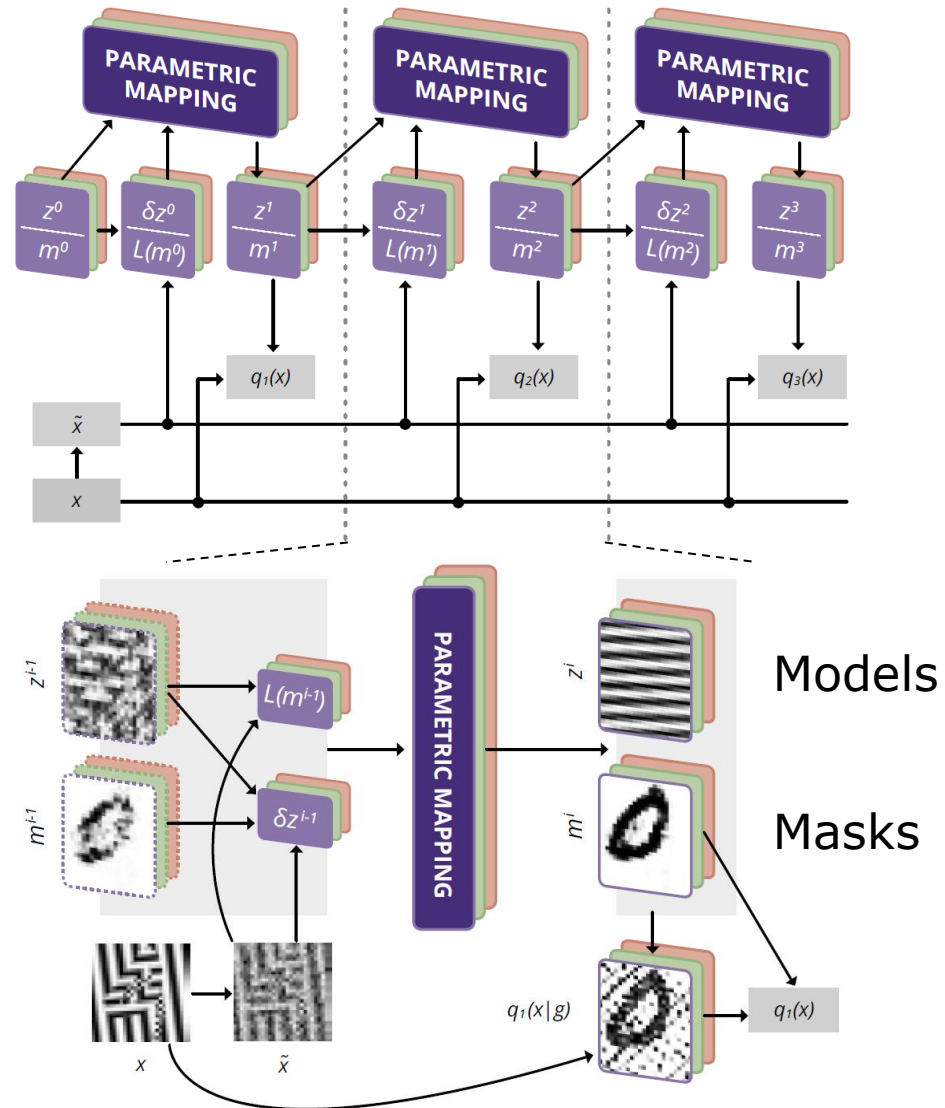 PARAMETRIC
MAPPING
PARAMETRIC
MAPPING
PARAMETRIC
MAPPING
z⁰
m⁰
δz⁰
L(m⁰)
z¹
m¹
δz¹
L(m¹)
z²
m²
δz²
L(m²)
z³
m³
q₁(x)
q₂(x)
q₃(x)
x̃
x
zⁱ⁻¹
L(mⁱ⁻¹)
PARAMETRIC MAPPING
zⁱ
Models
mⁱ⁻¹
δzⁱ⁻¹
mⁱ
Masks
x
x̃
q₁(x|g)
q₁(x)